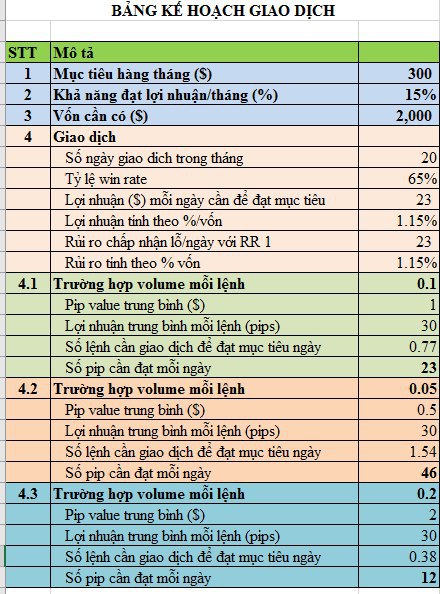 BẢNG KẾ HOẠCH GIAO DỊCH
STT Mô tả
1 Mục tiêu hàng tháng ($) 300
2 Khả năng đạt lợi nhuận/tháng (%) 15%
3 Vốn cần có ($) 2,000
4 Giao dịch
Số ngày giao dich trong tháng 20
Tỷ lệ win rate 65%
Lợi nhuận ($) mỗi ngày cần để đạt mục tiêu 23
Lợi nhuận tính theo %/vốn 1.15%
Rủi ro chấp nhận lỗ/ngày với RR 1 23
Rủi ro tính theo % vốn 1.15%
4.1 Trường hợp volume mỗi lệnh 0.1
Pip value trung bình ($) 1
Lợi nhuận trung bình mỗi lệnh (pips) 30
Số lệnh cần giao dịch để đạt mục tiêu ngày 0.77
Số pip cần đạt mỗi ngày 23
4.2 Trường hợp volume mỗi lệnh 0.05
Pip value trung bình ($) 0.5
Lợi nhuận trung bình mỗi lệnh (pips) 30
Số lệnh cần giao dịch để đạt mục tiêu ngày 1.54
Số pip cần đạt mỗi ngày 46
4.3 Trường hợp volume mỗi lệnh 0.2
Pip value trung bình ($) 2
Lợi nhuận trung bình mỗi lệnh (pips) 30
Số lệnh cần giao dịch để đạt mục tiêu ngày 0.38
Số pip cần đạt mỗi ngày 12